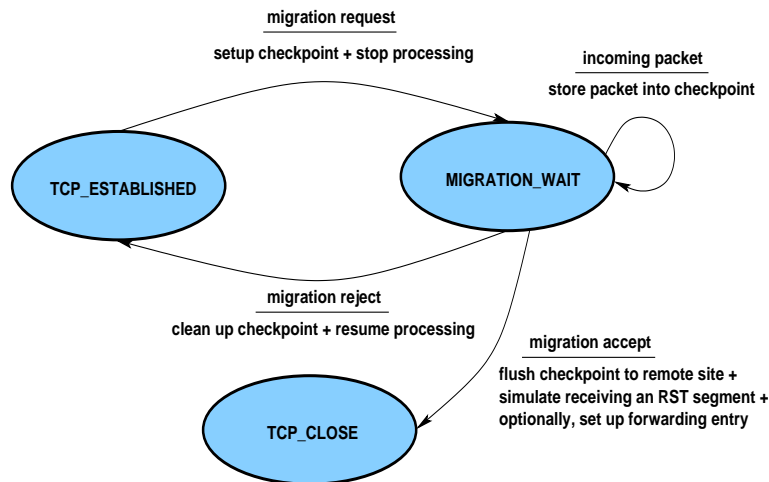 migration request
setup checkpoint + stop processing
incoming packet
store packet into checkpoint
TCP_ESTABLISHED
MIGRATION_WAIT
migration reject
clean up checkpoint + resume processing
migration accept
flush checkpoint to remote site +
simulate receiving an RST segment +
optionally, set up forwarding entry
TCP_CLOSE